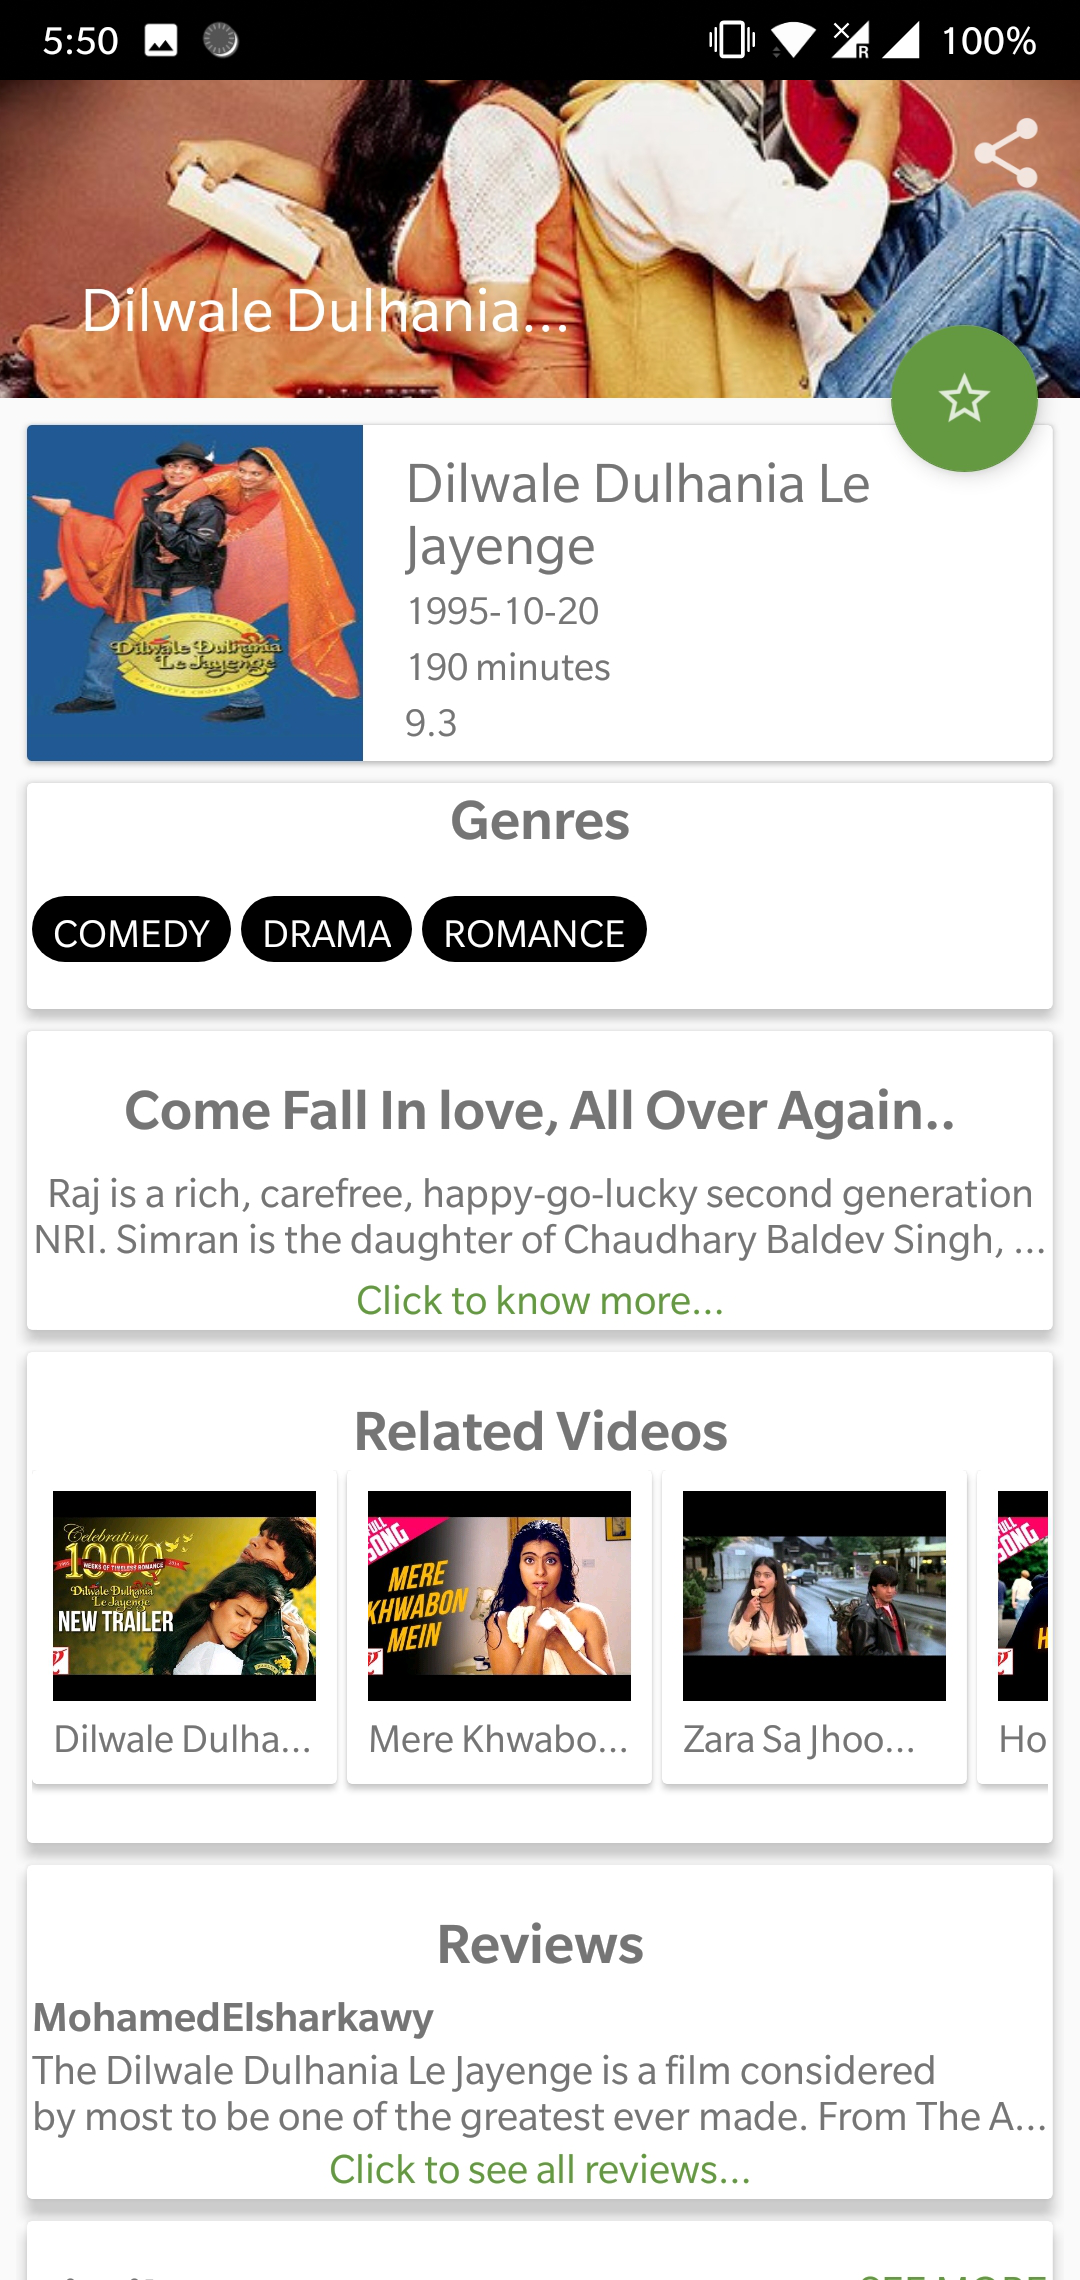 5:50
R
100%
Dilwale Dulhania...
Dilwale Dulhania
Le Jayenge
Dilwale Dulhania Le
Jayenge
1995-10-20
190 minutes
9.3
Genres
COMEDY
DRAMA
ROMANCE
Come Fall In love, All Over Again..
Raj is a rich, carefree, happy-go-lucky second generation
NRI. Simran is the daughter of Chaudhary Baldev Singh, ...
Click to know more...
Related Videos
Celebrating
1000
WEEKS OF TIMELESS ROMANCE
Dilwale Dulhania
Le Jayenge
NEW TRAILER
SONG
MERE
KHWABON
MEIN
SONG
Dilwale Dulha...
Mere Khwabo...
Zara Sa Jhoo...
Ho
Reviews
MohamedElsharkawy
The Dilwale Dulhania Le Jayenge is a film considered
by most to be one of the greatest ever made. From The A...
Click to see all reviews...
SEE MORE